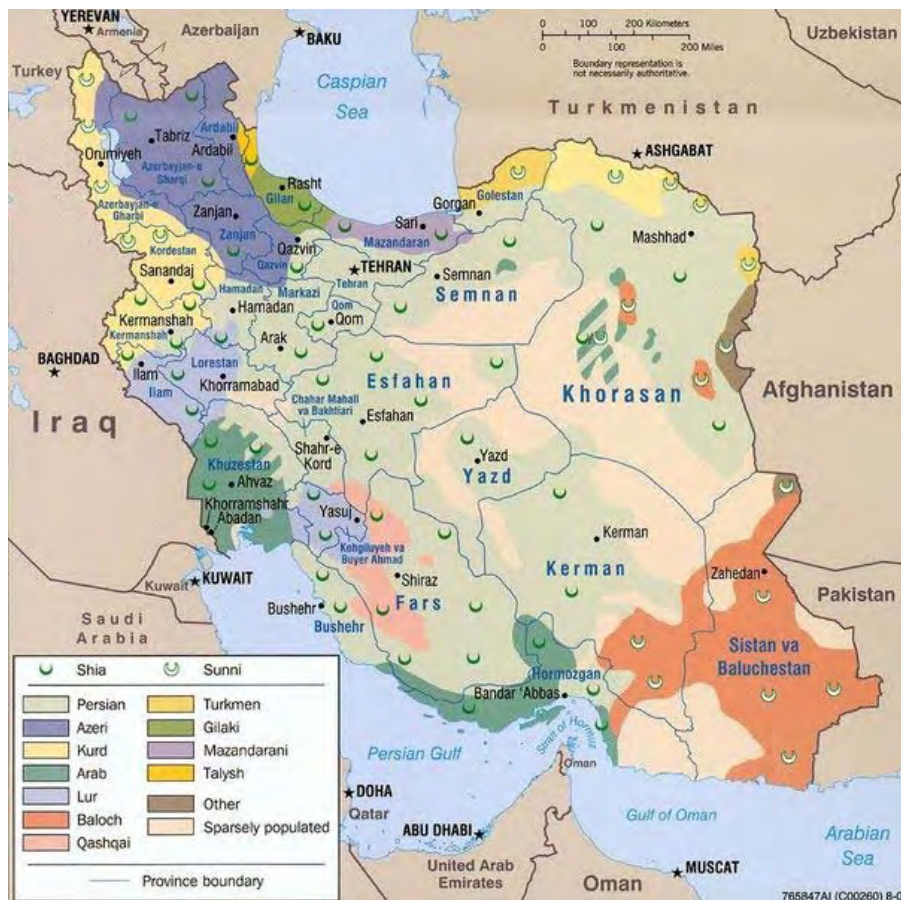 YEREVAN
Armenia
Azerbaijan
BAKU
Turkey
Caspian
Sea
0 100 200 Kilometers
0 100 200 Miles
Boundary representation is
not necessarily authoritative.
Uzbekistan
Turkmenistan
ASHGABAT
Tabriz
Ardabil
Ardabil
Orumiyeh
Azarbayjan-e
Sharqi
Azarbayjan-e
Gharbi
Rasht
Gilan
Zanjan
Zanjan
Qazvin
Qazvin
Gorgan
Golestan
Sari
Mazandaran
Mashhad
Kordestan
Sanandaj
TEHRAN
Tehran
Semnan
Semnan
Hamadan
Markazi
Hamadan
Qom
Qom
Kermanshah
Kermanshah
Arak
BAGHDAD
Iraq
Ilam
Ilam
Lorestan
Khorramabad
Esfahan
Esfahan
Khorasan
Afghanistan
Chahar Mahall
va Bakhtiari
Shahr-e
Kord
Yazd
Yazd
Khuzestan
Ahvaz
Khorramshahr
Abadan
Yasuj
Kohgiluyeh va
Buyer Ahmad
Kerman
Kerman
Kuwait
KUWAIT
Shiraz
Fars
Zahedan
Pakistan
Saudi
Arabia
Bushehr
Bushehr
Sistan va
Baluchestan
Hormozgan
Bandar 'Abbas
Strait of Hormuz
Oman
Persian Gulf
DOHA
Qatar
ABU DHABI
United Arab
Emirates
Gulf of Oman
Arabian
Sea
MUSCAT
Oman
Shia
Sunni
Persian
Azeri
Kurd
Arab
Lur
Baloch
Qashqai
Turkmen
Gilaki
Mazandarani
Talysh
Other
Sparsely populated
Province boundary
765847AI (C00260) 8-0